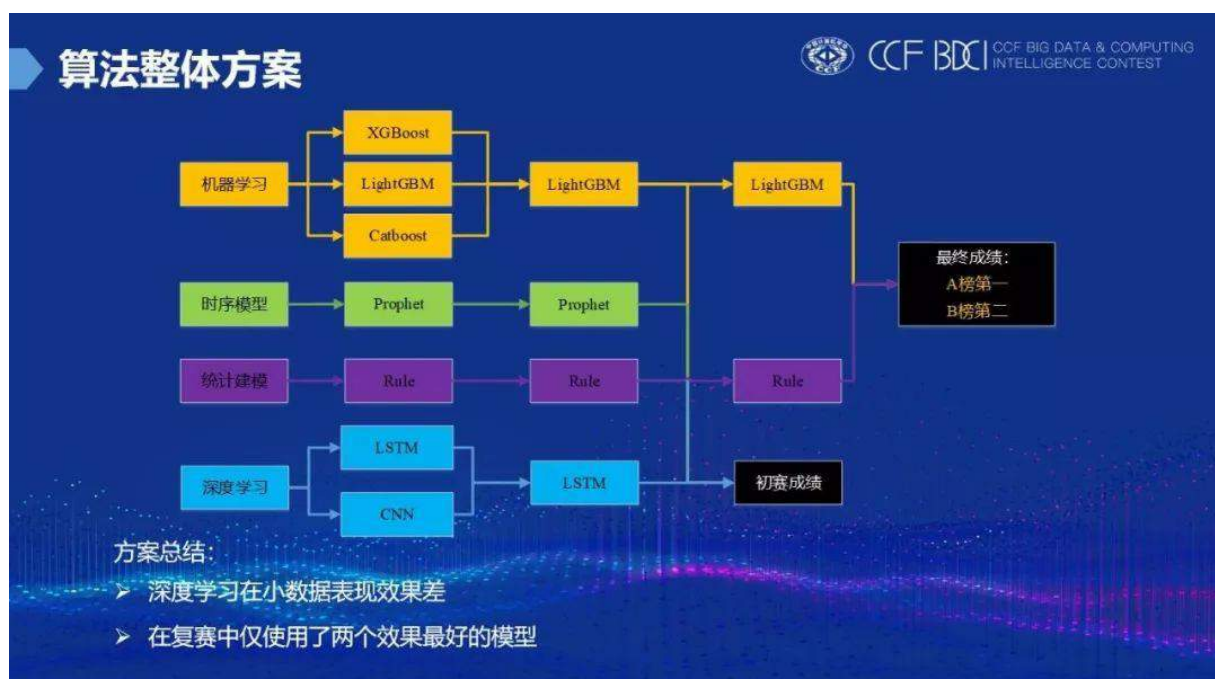 算法整体方案
CCF
CCF BDCI
CCF BIG DATA & COMPUTING
INTELLIGENCE CONTEST
XGBoost
机器学习
LightGBM
LightGBM
LightGBM
Catboost
最终成绩：
A榜第一
B榜第二
时序模型
Prophet
Prophet
统计建模
Rule
Rule
Rule
LSTM
深度学习
LSTM
初赛成绩
CNN
方案总结：
➢ 深度学习在小数据表现效果差
➢ 在复赛中仅使用了两个效果最好的模型